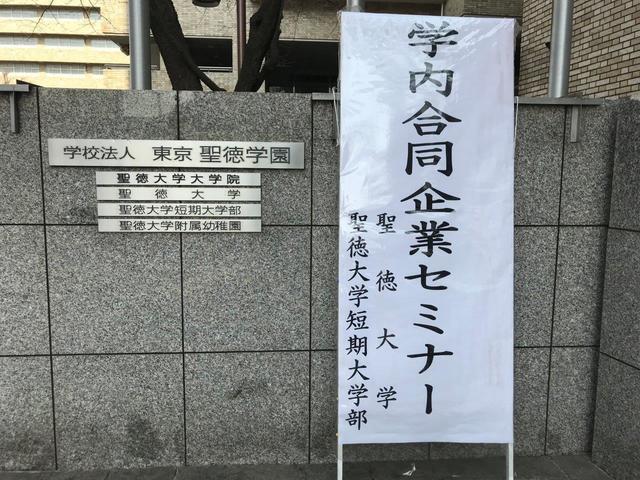 学校法人 東京 聖徳学園
聖徳大学大学院
聖徳大学
聖徳大学短期大学部
聖徳大学附属幼稚園
学内合同企業セミナー
聖徳大学
聖徳大学短期大学部